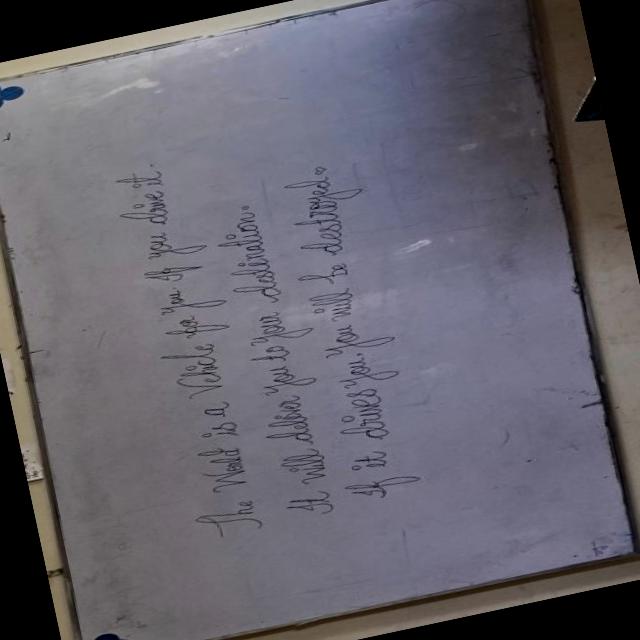 The World is a Vehicle for you if you drive it.
It will deliver you to your destination.
If it drives you, you will be destroyed.